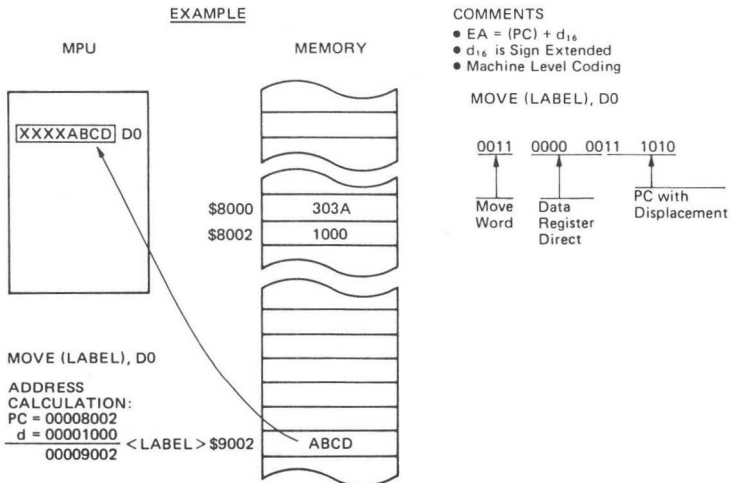 EXAMPLE
MPU
MEMORY
XXXXABCD D0
$8000 303A
$8002 1000
MOVE (LABEL), D0
ADDRESS
CALCULATION:
PC = 00008002
d = 00001000
00009002
<LABEL> $9002 ABCD
COMMENTS
• EA = (PC) + d₁₆
• d₁₆ is Sign Extended
• Machine Level Coding
MOVE (LABEL), D0
0011 0000 0011 1010
Move
Word
Data
Register
Direct
PC with
Displacement